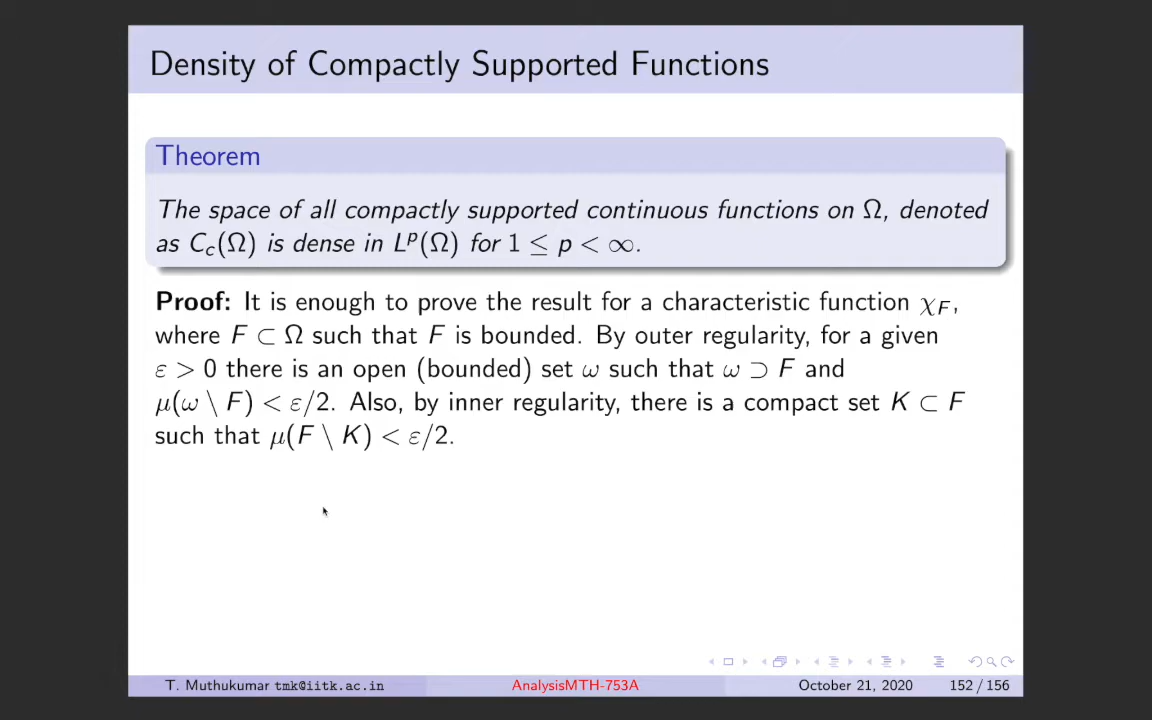 Density of Compactly Supported Functions
Theorem
The space of all compactly supported continuous functions on Ω, denoted
as C_c(Ω) is dense in L^p(Ω) for 1 ≤ p < ∞.
Proof: It is enough to prove the result for a characteristic function χ_F,
where F ⊂ Ω such that F is bounded. By outer regularity, for a given
ε > 0 there is an open (bounded) set ω such that ω ⊃ F and
μ(ω \ F) < ε/2. Also, by inner regularity, there is a compact set K ⊂ F
such that μ(F \ K) < ε/2.
T. Muthukumar tmk@iitk.ac.in AnalysisMTH-753A October 21, 2020 152 / 156